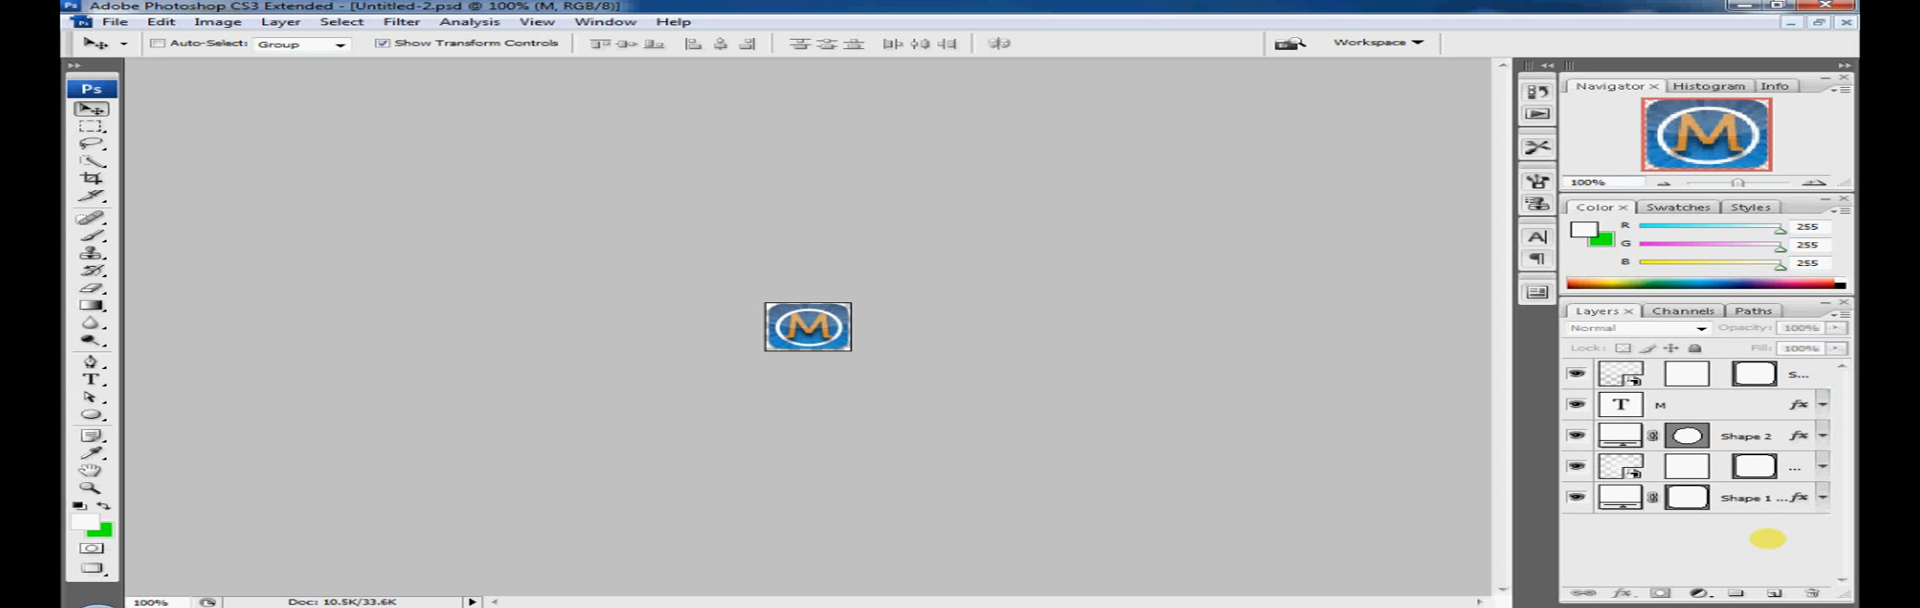 Adobe Photoshop CS3 Extended - [Untitled-2.psd @ 100% (M, RGB/8)]
File Edit Image Layer Select Filter Analysis View Window Help
Auto-Select: Group Show Transform Controls Workspace
Ps
Navigator x Histogram Info
M
100%
Color x Swatches Styles
R 255
G 255
B 255
M
Layers x Channels Paths
Normal Opacity: 100%
Lock: Fill: 100%
S...
T M fx
Shape 2 fx
...
Shape 1 ... fx
100% Doc: 10.5K/33.6K